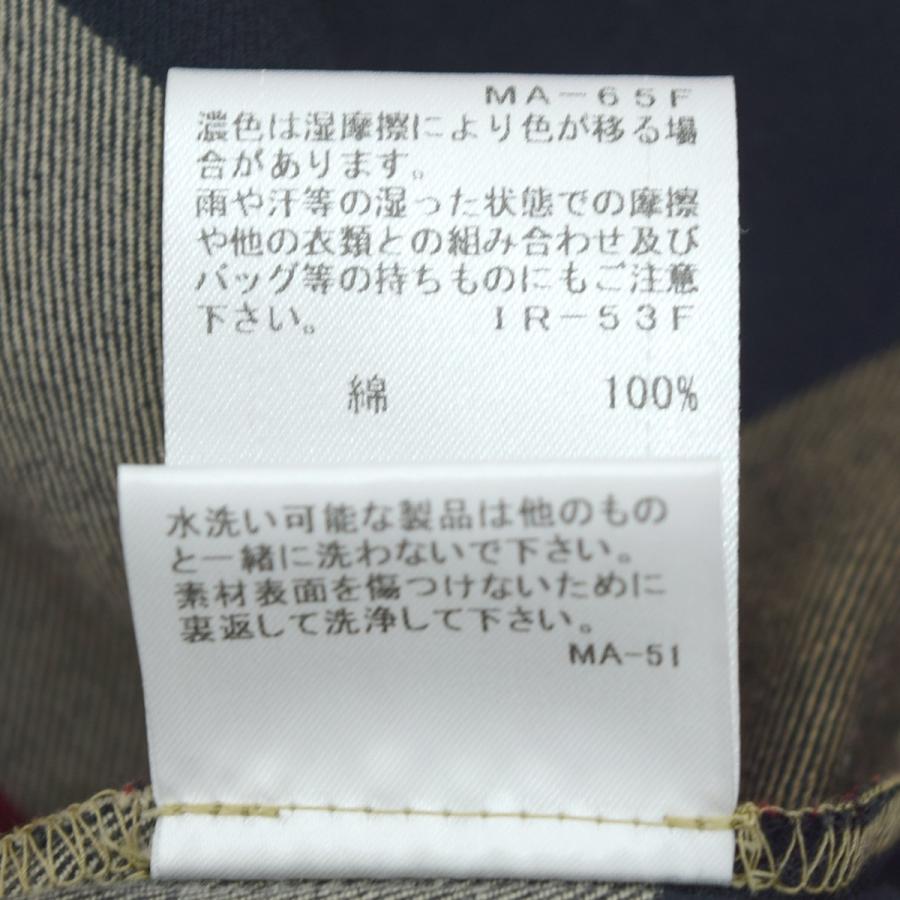 MA-65F
濃色は湿摩擦により色が移る場
合があります。
雨や汗等の湿った状態での摩擦
や他の衣類との組み合わせ及び
バッグ等の持ちものにもご注意
下さい。 IR-53F
綿 100%
水洗い可能な製品は他のもの
と一緒に洗わないで下さい。
素材表面を傷つけないために
裏返して洗浄して下さい。
MA-51